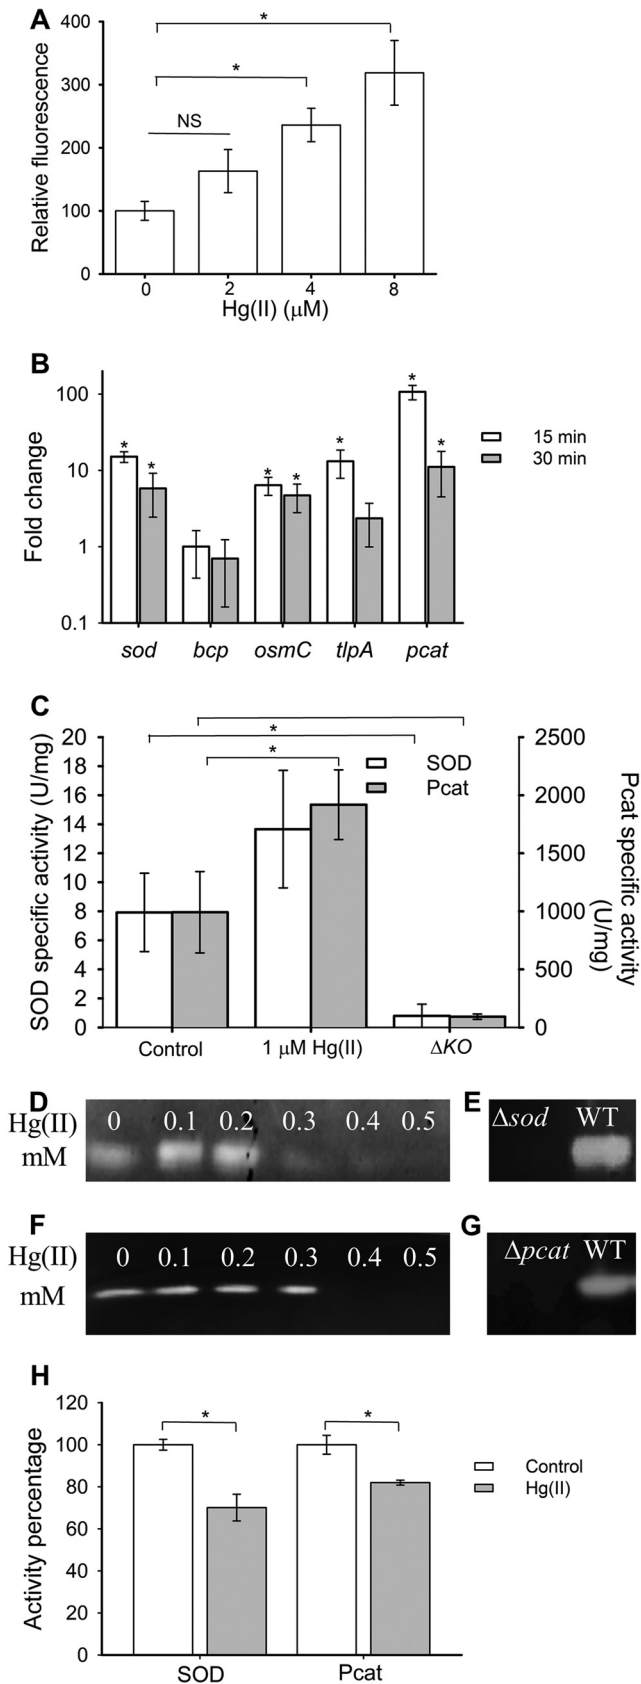 A
400
300
200
100
0
Relative fluorescence
*
*
NS
0 2 4 8
Hg(II) (μM)
B
100
10
1
0.1
Fold change
* * * * * * *
15 min
30 min
sod bcp osmC tlpA pcat
C
SOD specific activity (U/mg)
20
18
16
14
12
10
8
6
4
2
0
*
*
SOD
Pcat
2500
2000
1500
1000
500
0
Pcat specific activity
(U/mg)
Control 1 μM Hg(II) ΔKO
D
Hg(II)
mM
0 0.1 0.2 0.3 0.4 0.5
E
Δsod WT
F
Hg(II)
mM
0 0.1 0.2 0.3 0.4 0.5
G
Δpcat WT
H
120
100
80
60
40
20
0
Activity percentage
* *
Control
Hg(II)
SOD Pcat